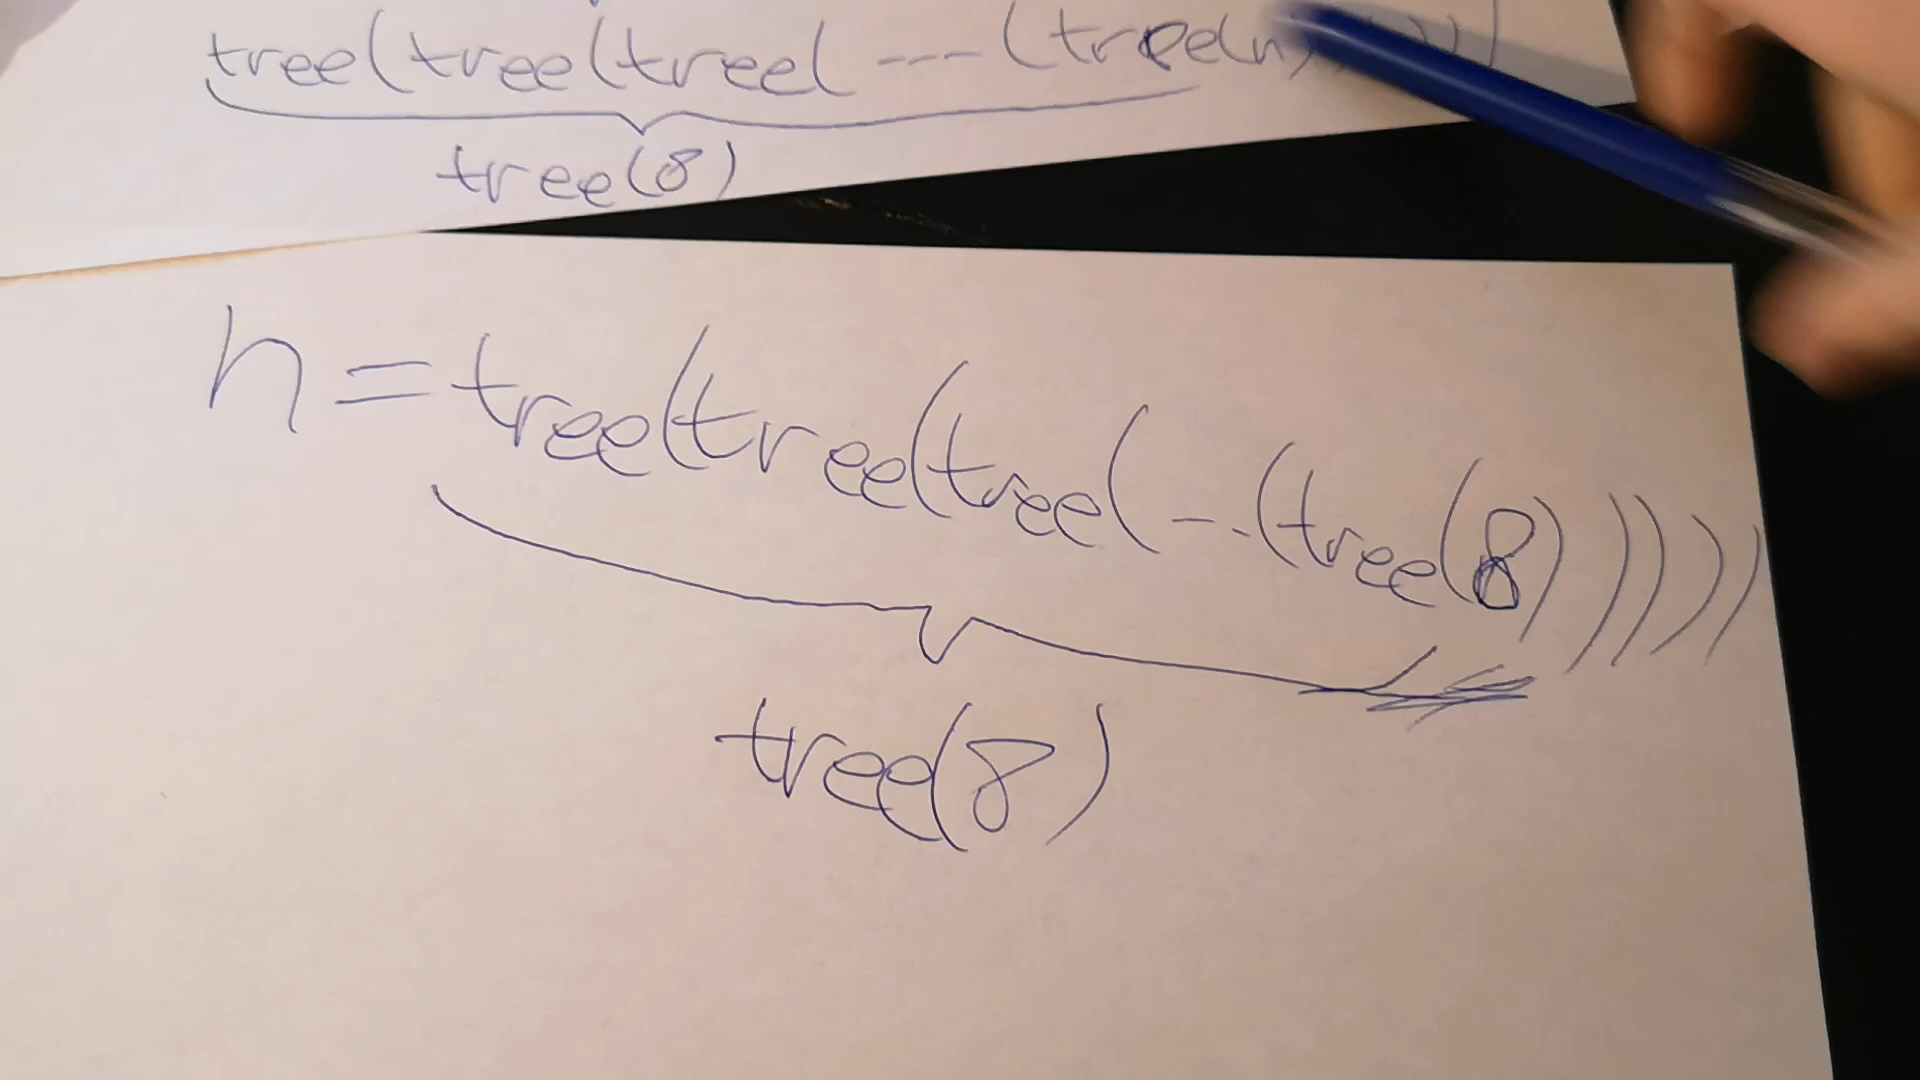 tree(tree(tree( ---- (tree(n))))
tree(8)
n = tree(tree(tree( -- . (tree(8)))))
tree(8)